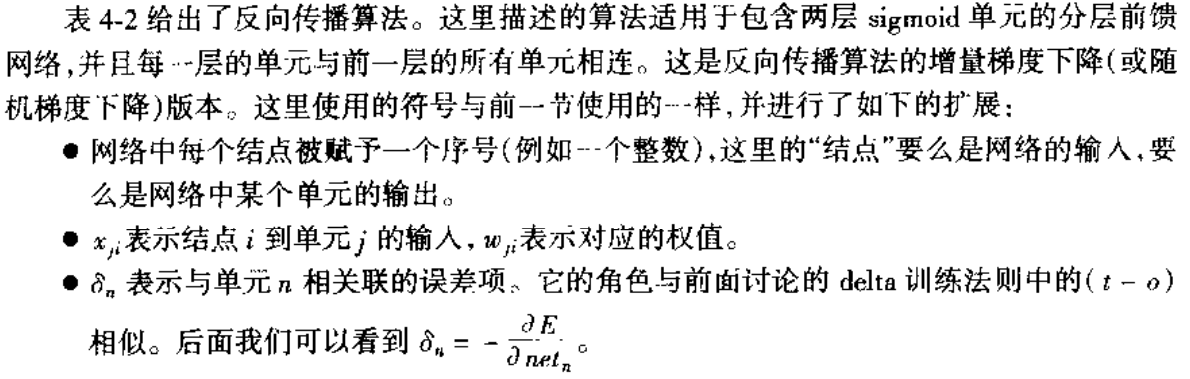 表 4-2 给出了反向传播算法。这里描述的算法适用于包含两层 sigmoid 单元的分层前馈
网络,并且每一层的单元与前一层的所有单元相连。这是反向传播算法的增量梯度下降(或随
机梯度下降)版本。这里使用的符号与前一节使用的一样,并进行了如下的扩展:
● 网络中每个结点被赋予一个序号(例如一个整数),这里的“结点”要么是网络的输入,要
么是网络中某个单元的输出。
● x_{ji}表示结点 i 到单元 j 的输入, w_{ji}表示对应的权值。
● δ_n 表示与单元 n 相关联的误差项。它的角色与前面讨论的 delta 训练法则中的( t - o )
相似。后面我们可以看到 δ_n = - ∂E/∂net_n。